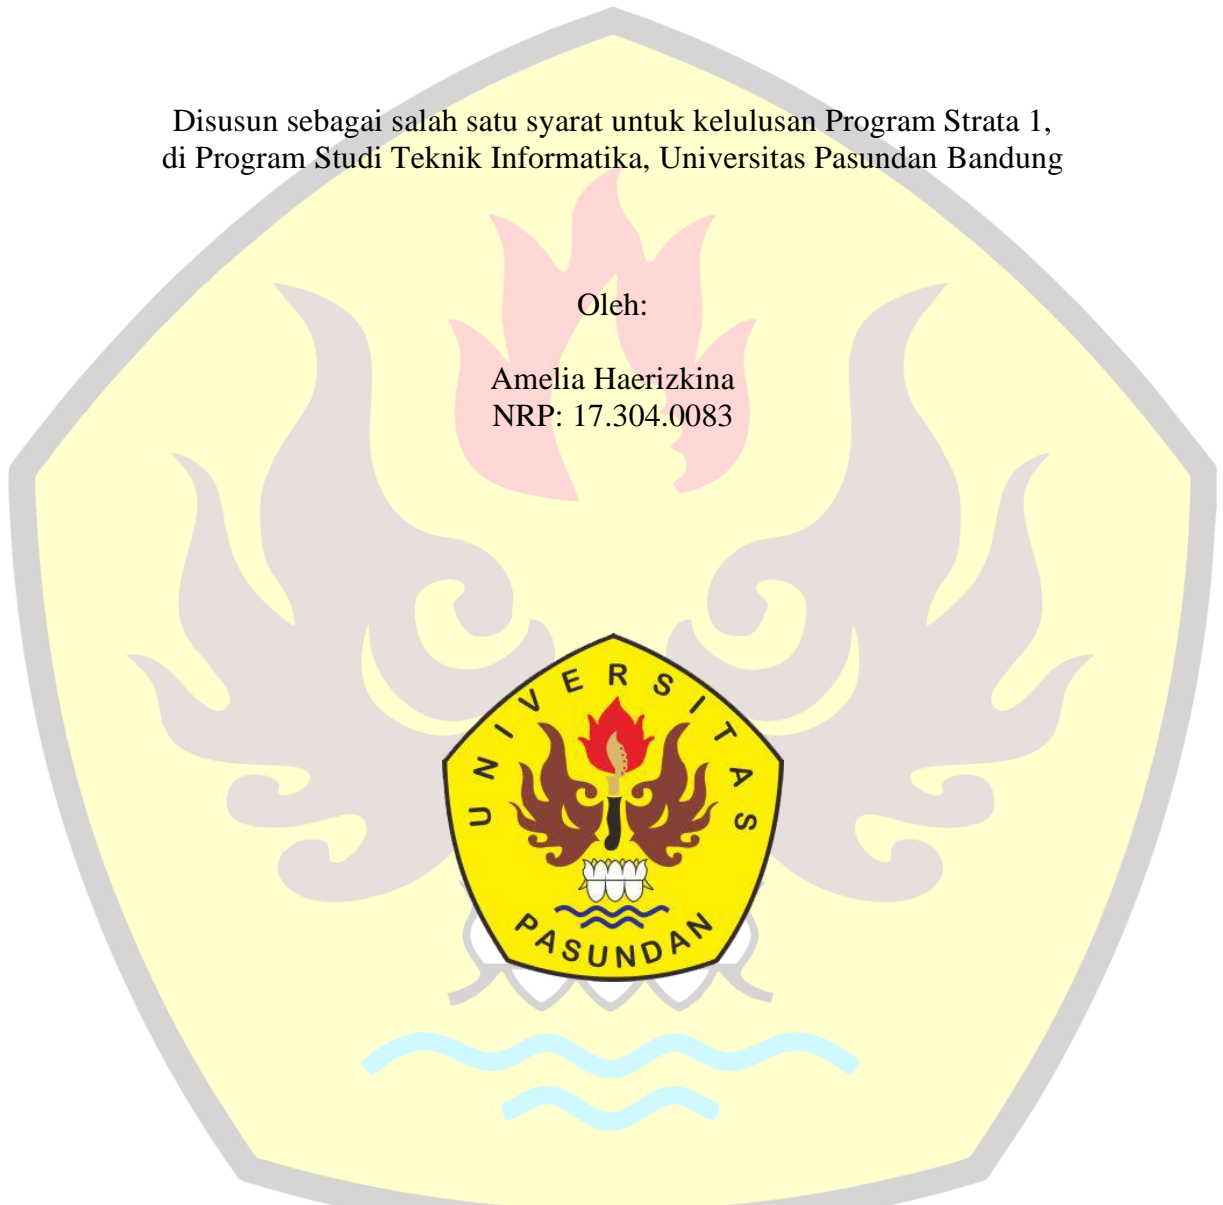 Disusun sebagai salah satu syarat untuk kelulusan Program Strata 1,
di Program Studi Teknik Informatika, Universitas Pasundan Bandung
Oleh:
Amelia Haerizkina
NRP: 17.304.0083
UNIVERSITAS
PASUNDAN